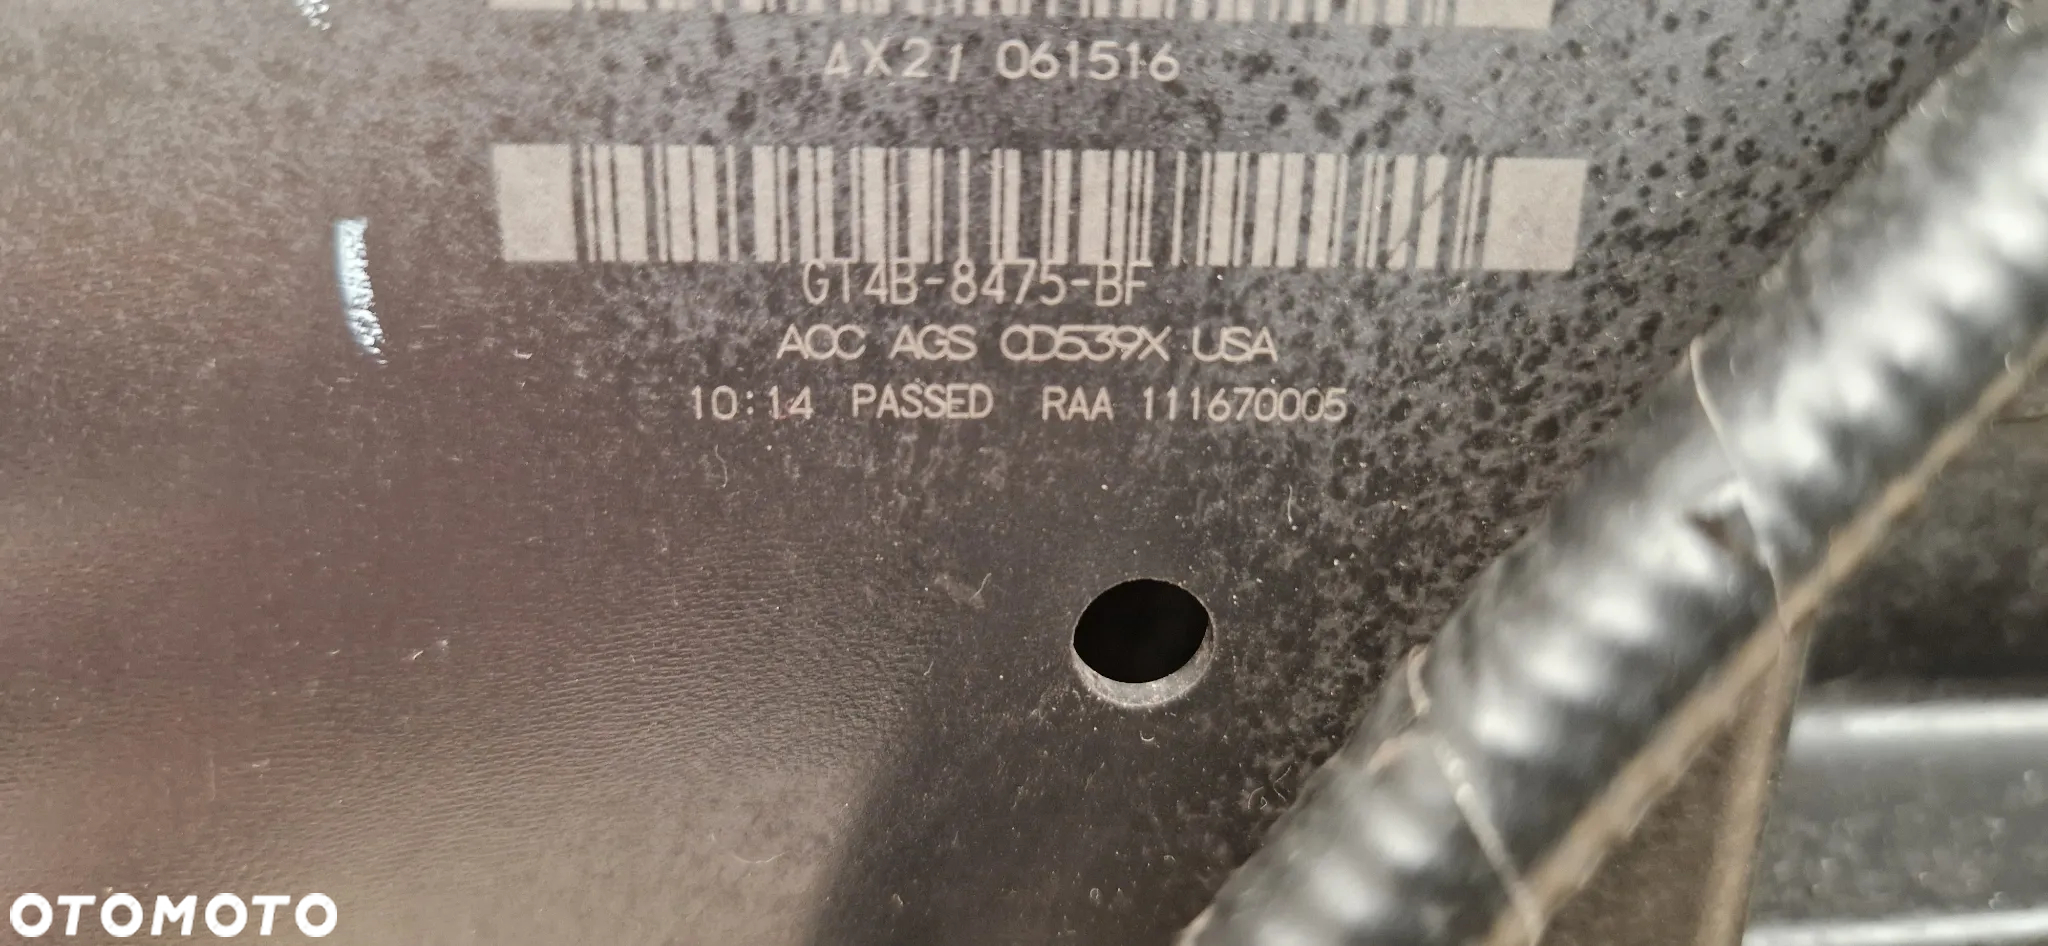 AX21 061516
GT4B-8475-BF
ACC AGS CD539X USA
10:14 PASSED RAA 111670005
OTOMOTO